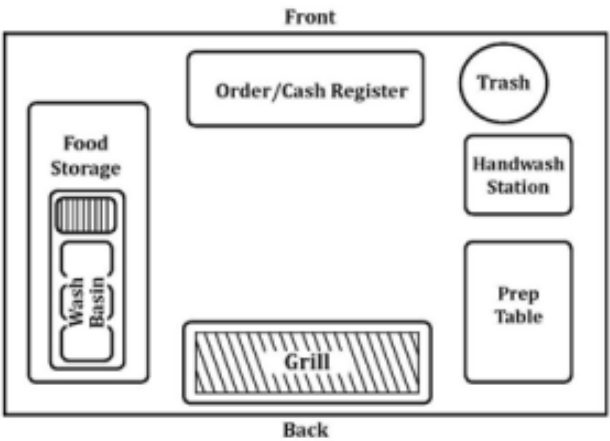 Front
Order/Cash Register
Trash
Food
Storage
Handwash
Station
Wash
Basin
Prep
Table
Grill
Back